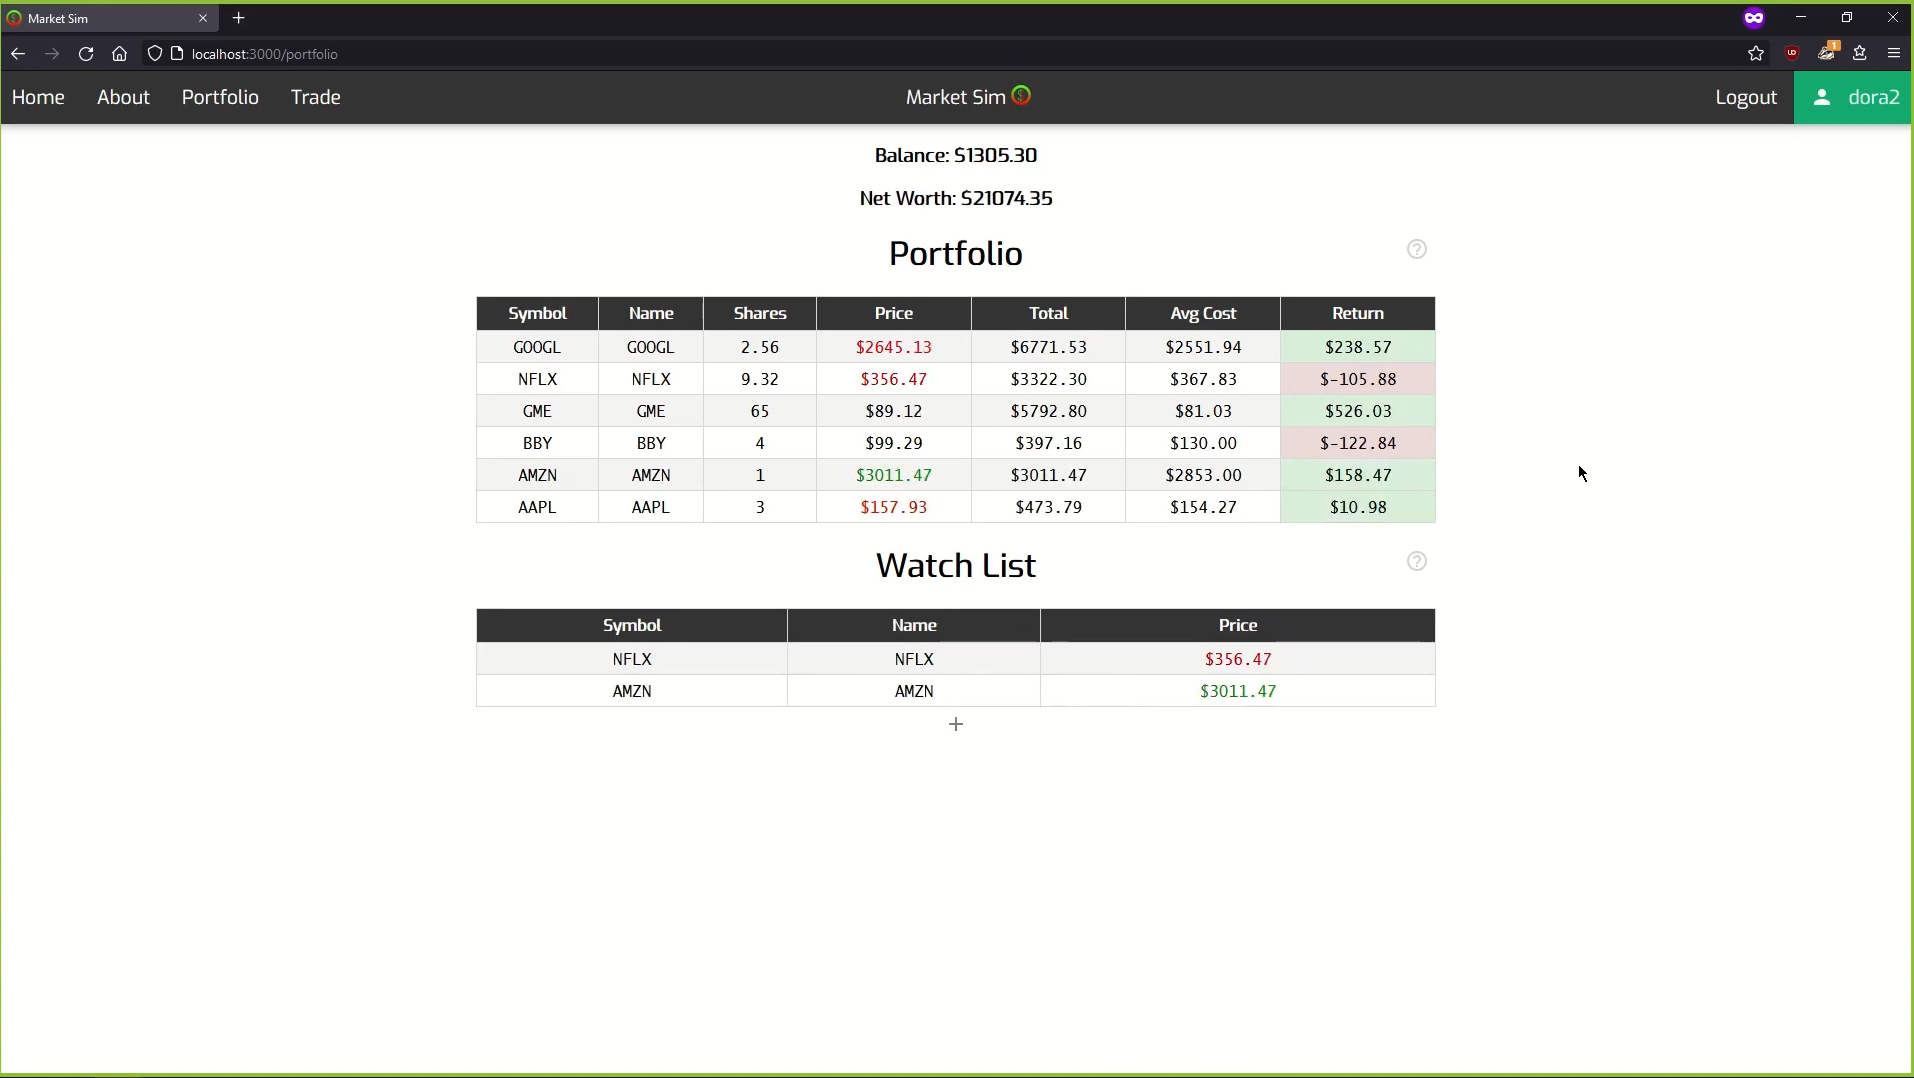 Market Sim
localhost:3000/portfolio
Home About Portfolio Trade Market Sim Logout dora2
Balance: $1305.30
Net Worth: $21074.35
Portfolio
Symbol Name Shares Price Total Avg Cost Return
GOOGL GOOGL 2.56 $2645.13 $6771.53 $2551.94 $238.57
NFLX NFLX 9.32 $356.47 $3322.30 $367.83 $-105.88
GME GME 65 $89.12 $5792.80 $81.03 $526.03
BBY BBY 4 $99.29 $397.16 $130.00 $-122.84
AMZN AMZN 1 $3011.47 $3011.47 $2853.00 $158.47
AAPL AAPL 3 $157.93 $473.79 $154.27 $10.98
Watch List
Symbol Name Price
NFLX NFLX $356.47
AMZN AMZN $3011.47